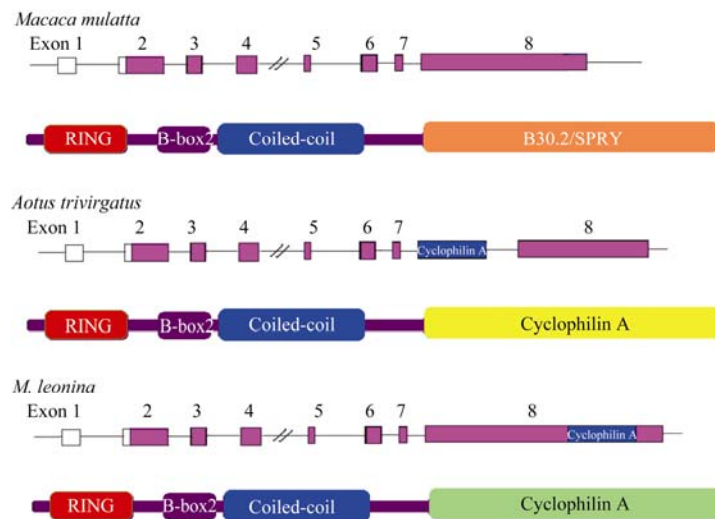 Macaca mulatta
Exon 1 2 3 4 5 6 7 8
RING B-box2 Coiled-coil B30.2/SPRY
Aotus trivirgatus
Exon 1 2 3 4 5 6 7 8
Cyclophilin A
RING B-box2 Coiled-coil Cyclophilin A
M. leonina
Exon 1 2 3 4 5 6 7 8
Cyclophilin A
RING B-box2 Coiled-coil Cyclophilin A